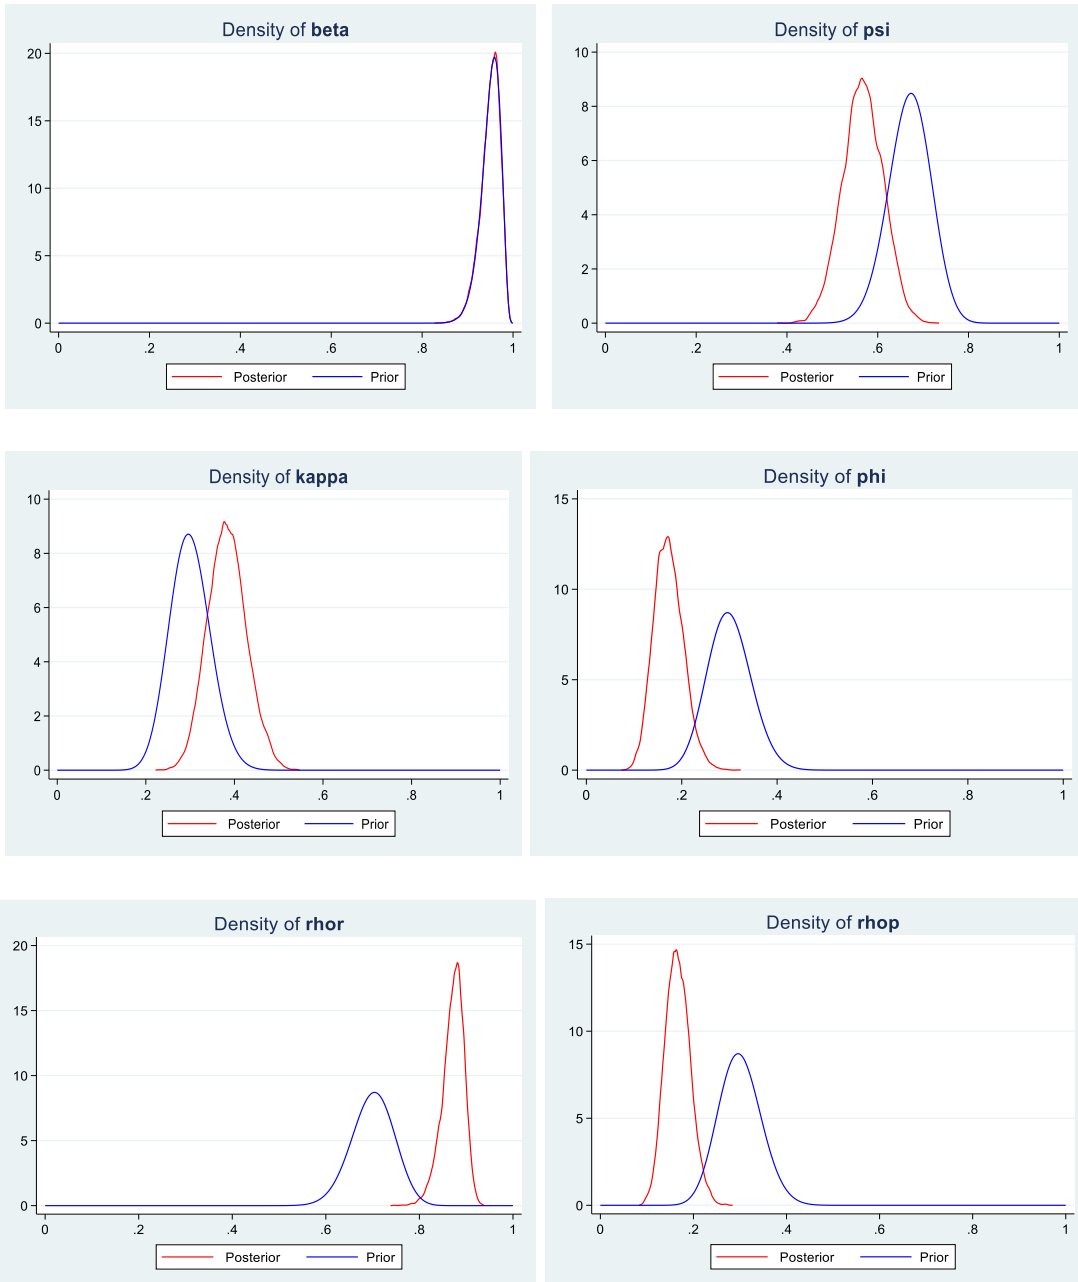 Density of beta
20
15
10
5
0
0 .2 .4 .6 .8 1
Posterior Prior
Density of psi
10
8
6
4
2
0
0 .2 .4 .6 .8 1
Posterior Prior
Density of kappa
10
8
6
4
2
0
0 .2 .4 .6 .8 1
Posterior Prior
Density of phi
15
10
5
0
0 .2 .4 .6 .8 1
Posterior Prior
Density of rhor
20
15
10
5
0
0 .2 .4 .6 .8 1
Posterior Prior
Density of rhop
15
10
5
0
0 .2 .4 .6 .8 1
Posterior Prior